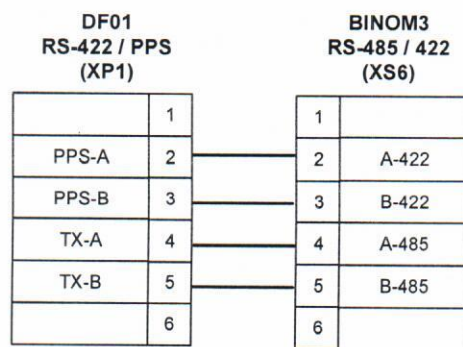 DF01
RS-422 / PPS
(XP1)
BINOM3
RS-485 / 422
(XS6)
1 1
PPS-A 2 2 A-422
PPS-B 3 3 B-422
TX-A 4 4 A-485
TX-B 5 5 B-485
6 6